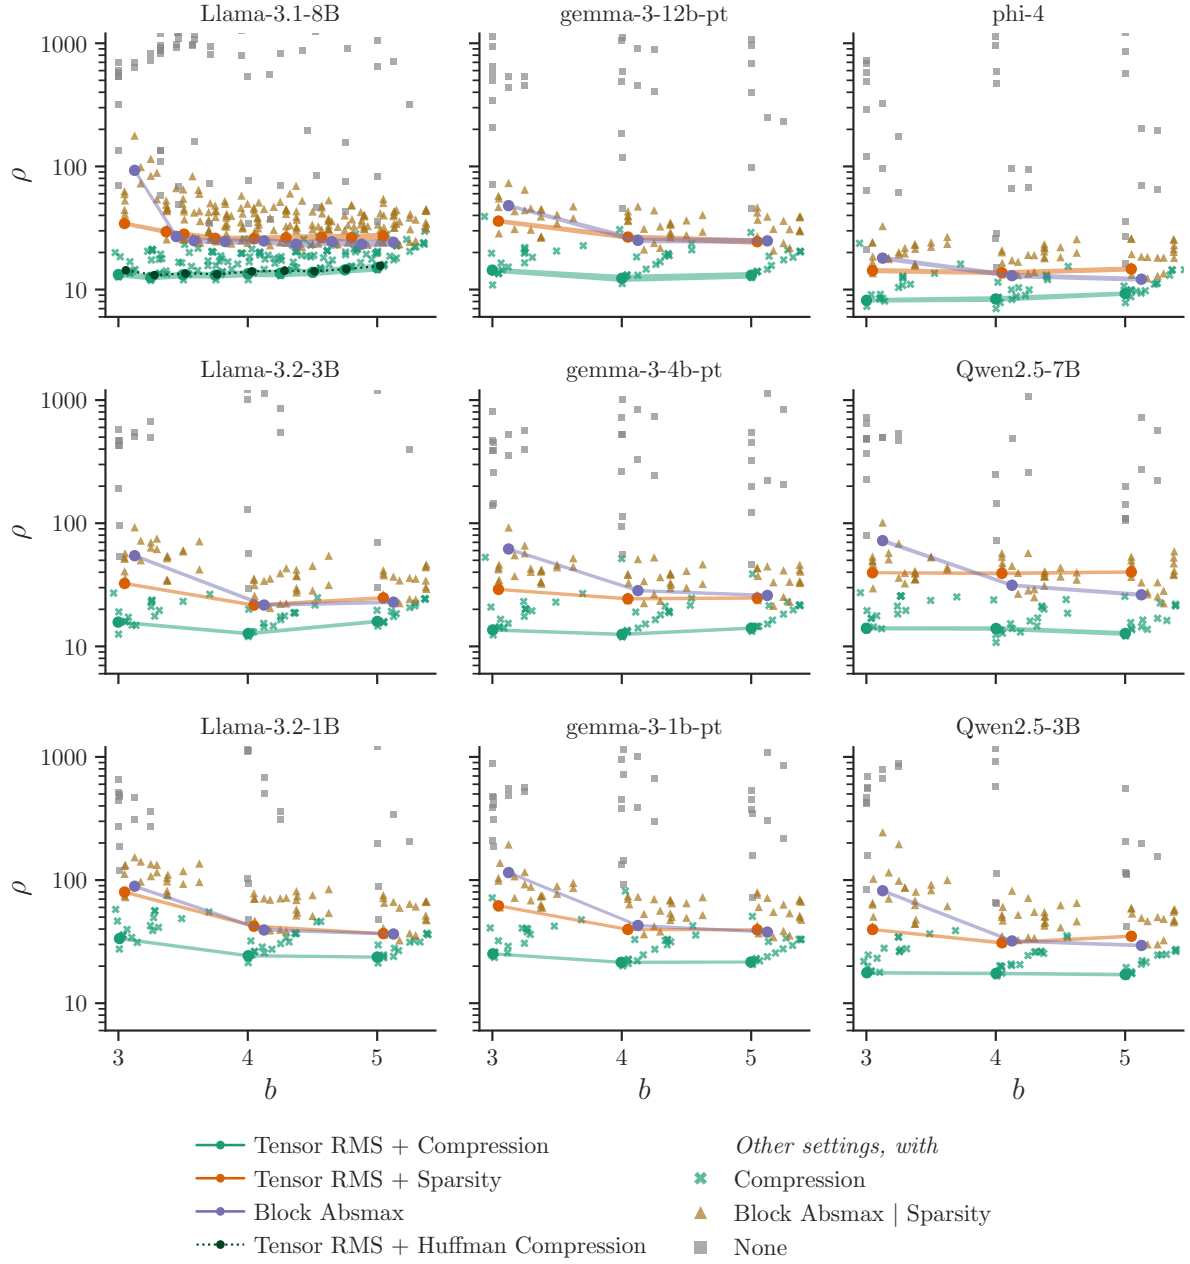 Llama-3.1-8B gemma-3-12b-pt phi-4
1000
100
ρ
10
Llama-3.2-3B gemma-3-4b-pt Qwen2.5-7B
1000
100
ρ
10
Llama-3.2-1B gemma-3-1b-pt Qwen2.5-3B
1000
100
ρ
10
3 4 5 3 4 5 3 4 5
b b b
Tensor RMS + Compression
Tensor RMS + Sparsity
Block Absmax
Tensor RMS + Huffman Compression
Other settings, with
Compression
Block Absmax | Sparsity
None